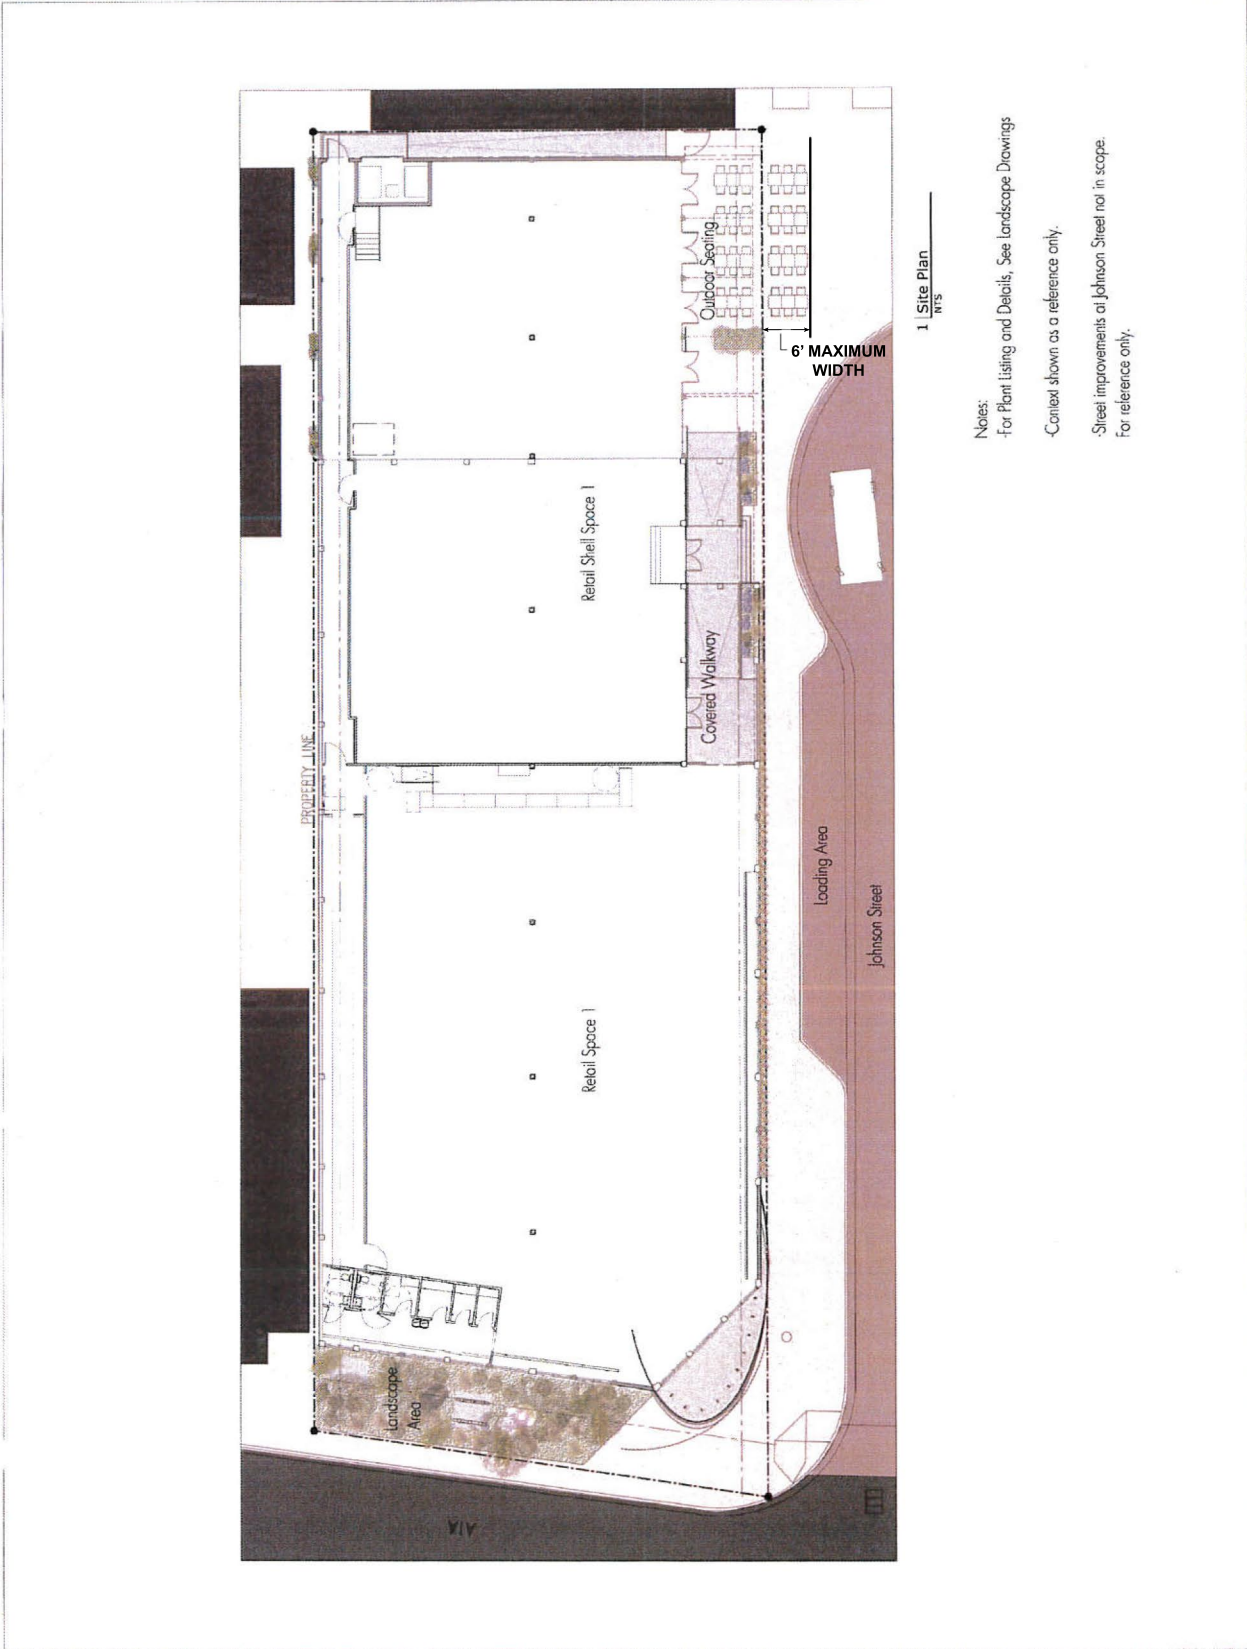 PROPERTY LINE
Outdoor Seating
6' MAXIMUM
WIDTH
Retail Shell Space 1
Covered Walkway
Retail Space 1
Loading Area
Johnson Street
Landscape
Area
A1A
1 Site Plan
NTS
Notes:
-For Plant Listing and Details, See Landscape Drawings
-Context shown as a reference only.
-Street improvements at Johnson Street not in scope.
For reference only.